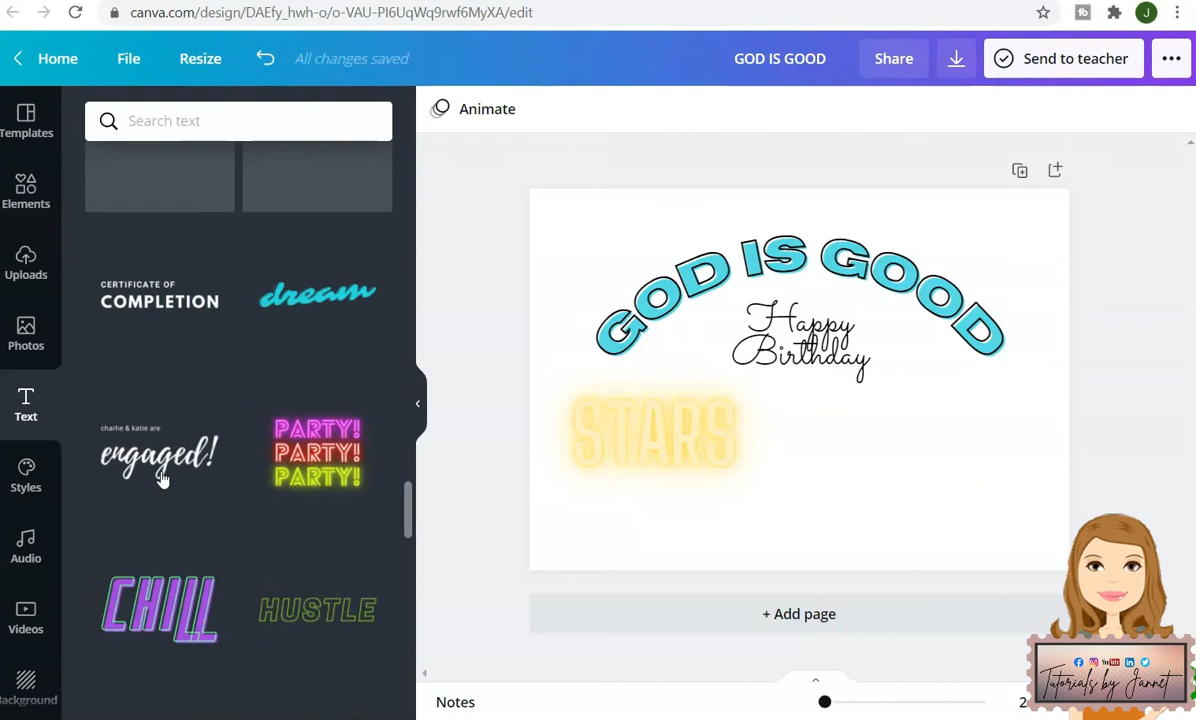 canva.com/design/DAEfy_hwh-o/o-VAU-PI6UqWq9rwf6MyXA/edit
tb
J
Home
File
Resize
All changes saved
GOD IS GOOD
Share
Send to teacher
Templates
Elements
Uploads
Photos
Text
Styles
Audio
Videos
Background
Search text
CERTIFICATE OF
COMPLETION
dream
charlie & katie are
engaged!
PARTY!
PARTY!
PARTY!
CHILL
HUSTLE
Animate
GOD IS GOOD
Happy
Birthday
STARS
+ Add page
Notes
2
Tutorials by Jannet